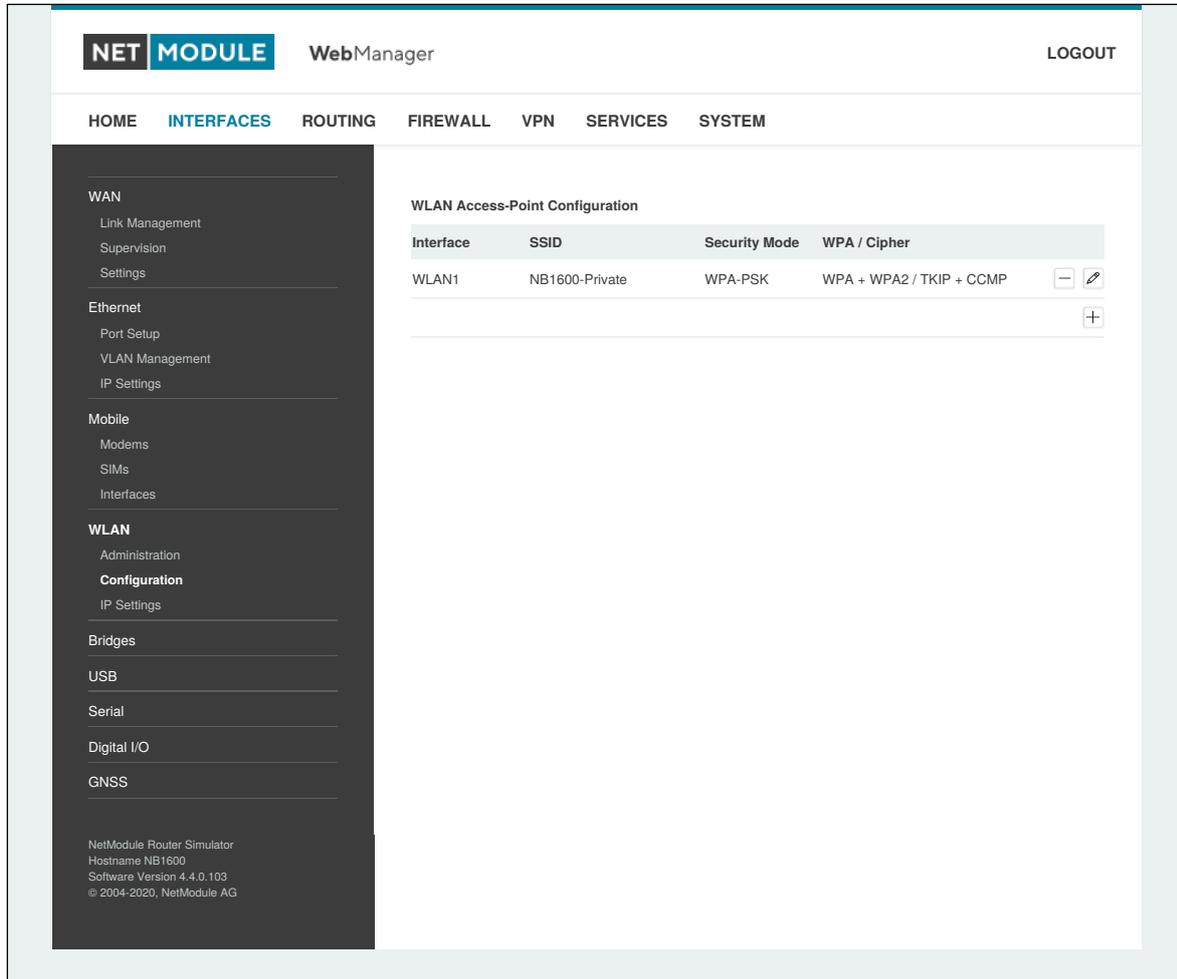 NET MODULE WebManager LOGOUT
HOME INTERFACES ROUTING FIREWALL VPN SERVICES SYSTEM
WAN
Link Management
Supervision
Settings
Ethernet
Port Setup
VLAN Management
IP Settings
Mobile
Modems
SIMs
Interfaces
WLAN
Administration
Configuration
IP Settings
Bridges
USB
Serial
Digital I/O
GNSS
NetModule Router Simulator
Hostname NB1600
Software Version 4.4.0.103
© 2004-2020, NetModule AG
WLAN Access-Point Configuration
Interface SSID Security Mode WPA / Cipher
WLAN1 NB1600-Private WPA-PSK WPA + WPA2 / TKIP + CCMP